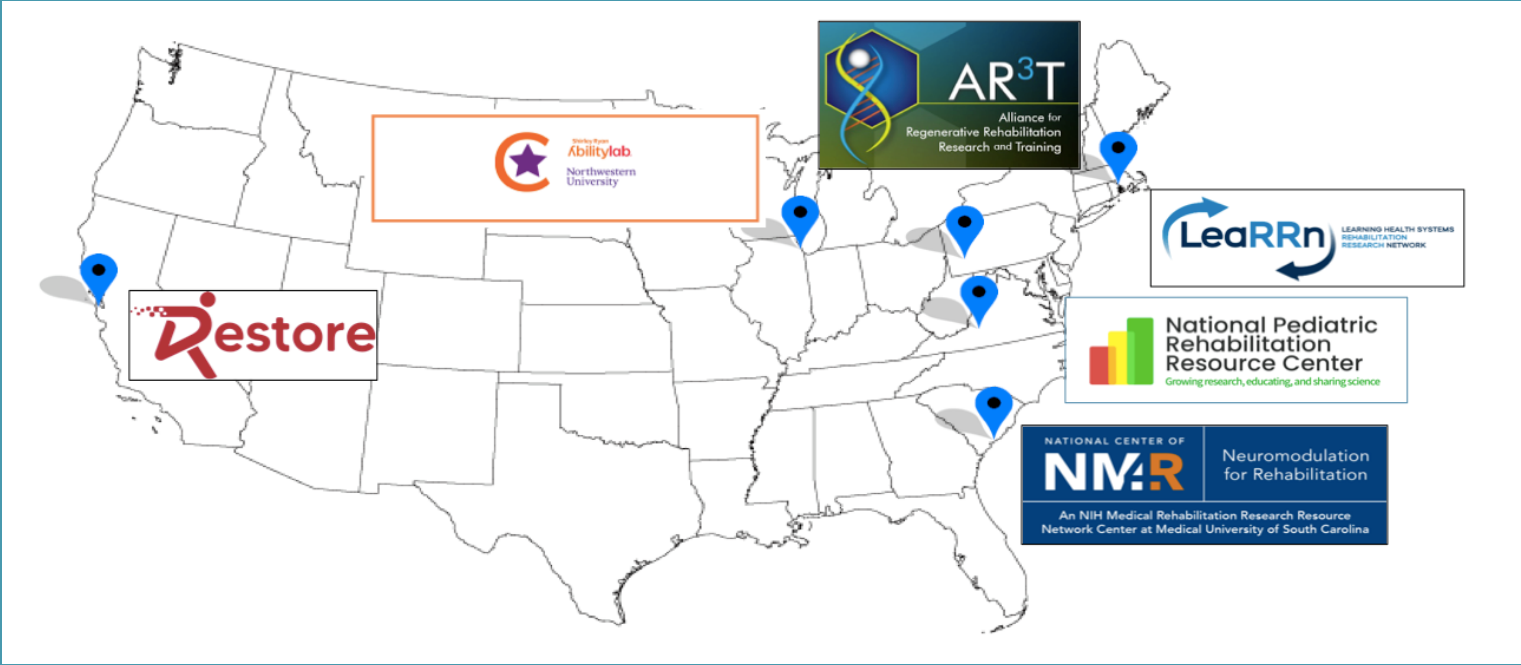 AR³T
Alliance for
Regenerative Rehabilitation
Research and Training
Shirley Ryan
Abilitylab
Northwestern
University
LeaRRn
LEARNING HEALTH SYSTEMS
REHABILITATION
RESEARCH NETWORK
Restore
National Pediatric
Rehabilitation
Resource Center
Growing research, educating, and sharing science
NATIONAL CENTER OF
NM4R
Neuromodulation
for Rehabilitation
An NIH Medical Rehabilitation Research Resource
Network Center at Medical University of South Carolina